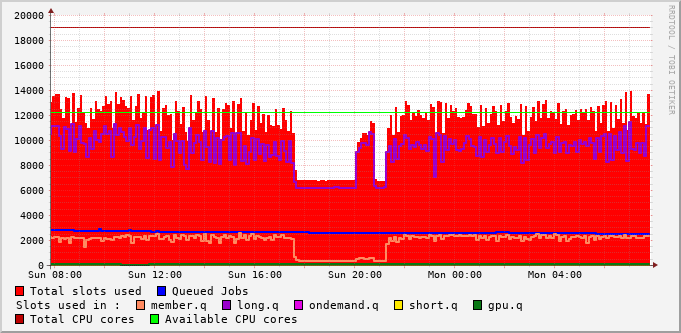 RRDTOOL / TOBI OETIKER
20000
18000
16000
14000
12000
10000
8000
6000
4000
2000
0
Sun 08:00 Sun 12:00 Sun 16:00 Sun 20:00 Mon 00:00 Mon 04:00
Total slots used Queued Jobs
Slots used in : member.q long.q ondemand.q short.q gpu.q
Total CPU cores Available CPU cores